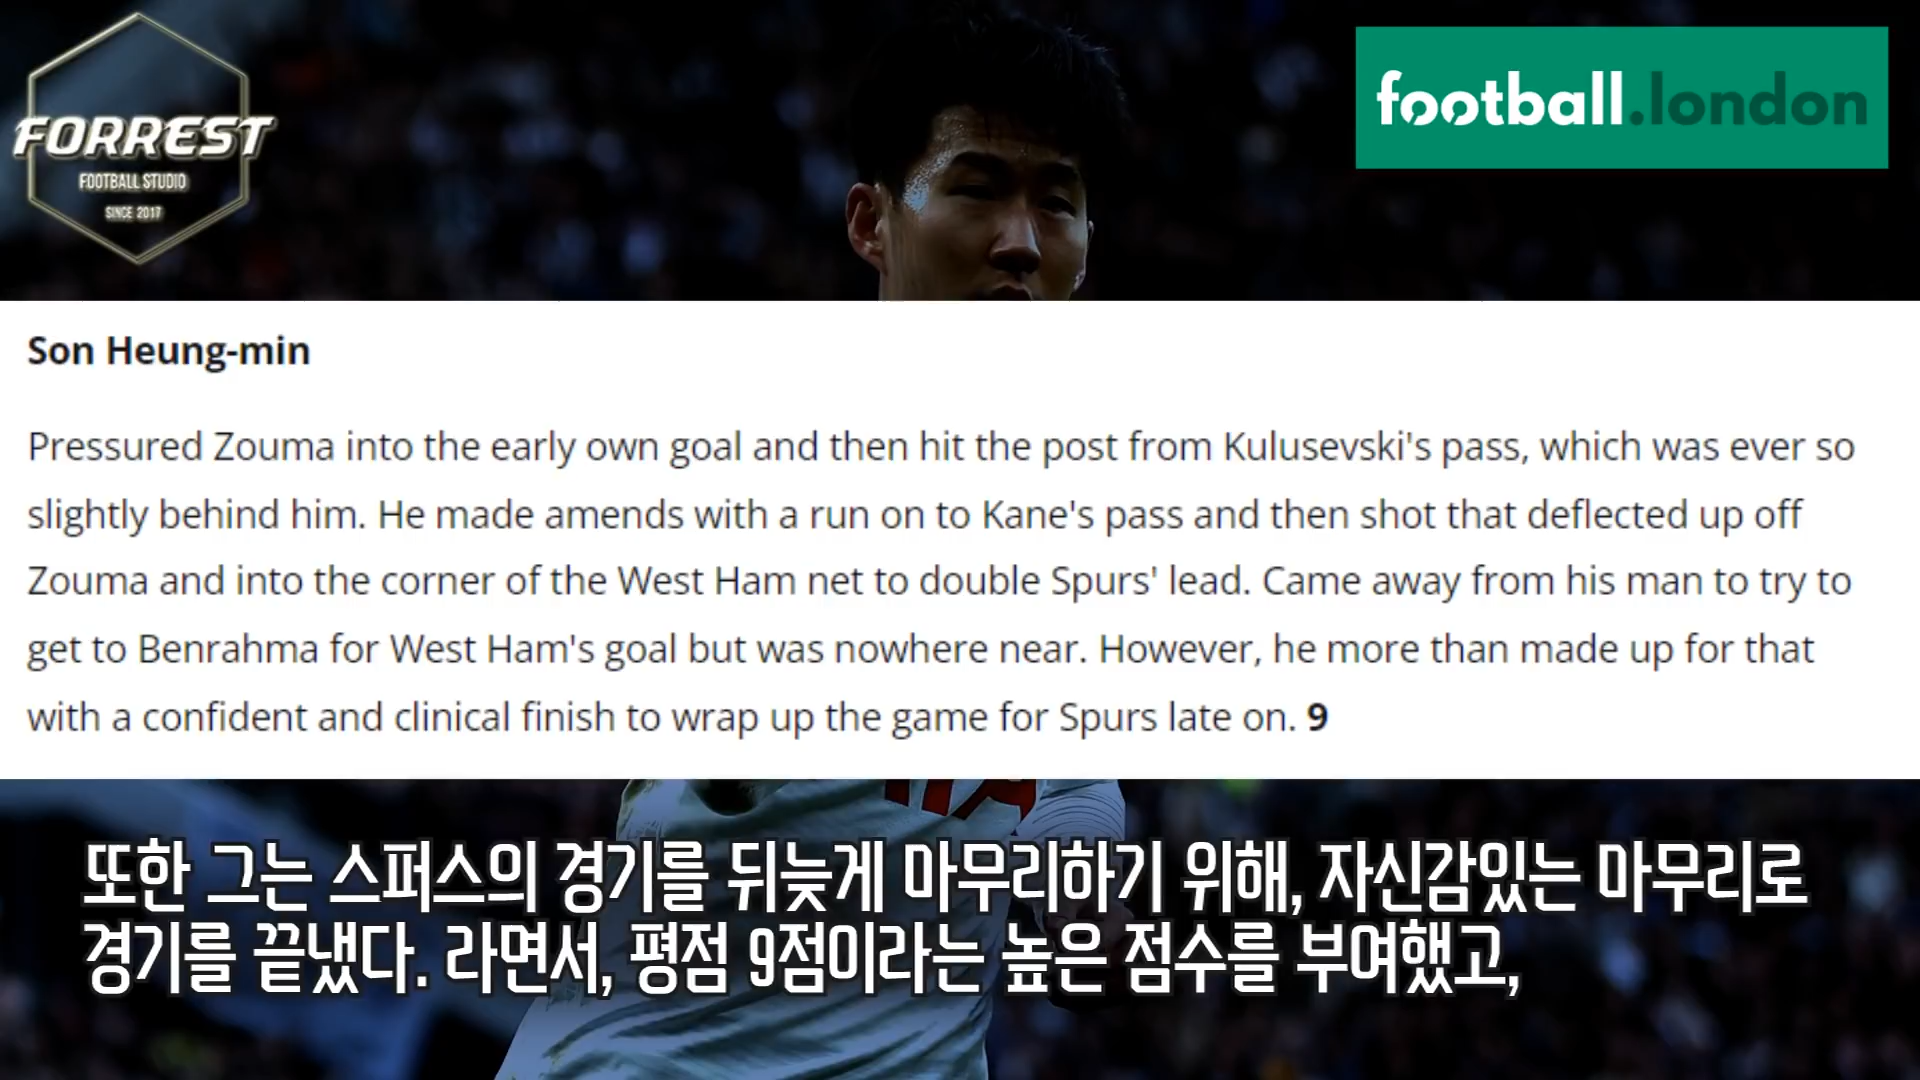 FORREST
FOOTBALL STUDIO
SINCE 2017
football.london
Son Heung-min
Pressured Zouma into the early own goal and then hit the post from Kulusevski's pass, which was ever so
slightly behind him. He made amends with a run on to Kane's pass and then shot that deflected up off
Zouma and into the corner of the West Ham net to double Spurs' lead. Came away from his man to try to
get to Benrahma for West Ham's goal but was nowhere near. However, he more than made up for that
with a confident and clinical finish to wrap up the game for Spurs late on. 9
또한 그는 스퍼스의 경기를 뒤늦게 마무리하기 위해, 자신감있는 마무리로
경기를 끝냈다. 라면서, 평점 9점이라는 높은 점수를 부여했고,